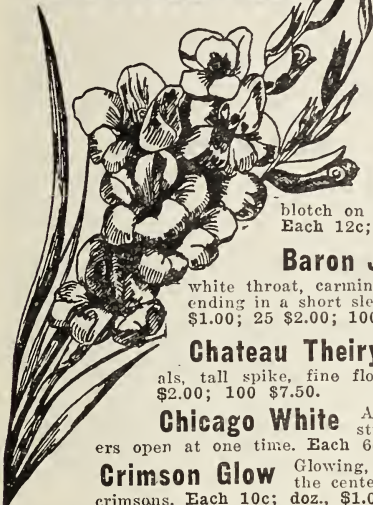 blotch on
Each 12c;
Baron J
white throat, carmin
ending in a short sle
$1.00; 25 $2.00; 100
Chateau Theiry
als, tall spike, fine flo
$2.00; 100 $7.50.
Chicago White A
st
ers open at one time. Each 6
Crimson Glow Glowing,
the cente
crimsons. Each 10c; doz., $1.0